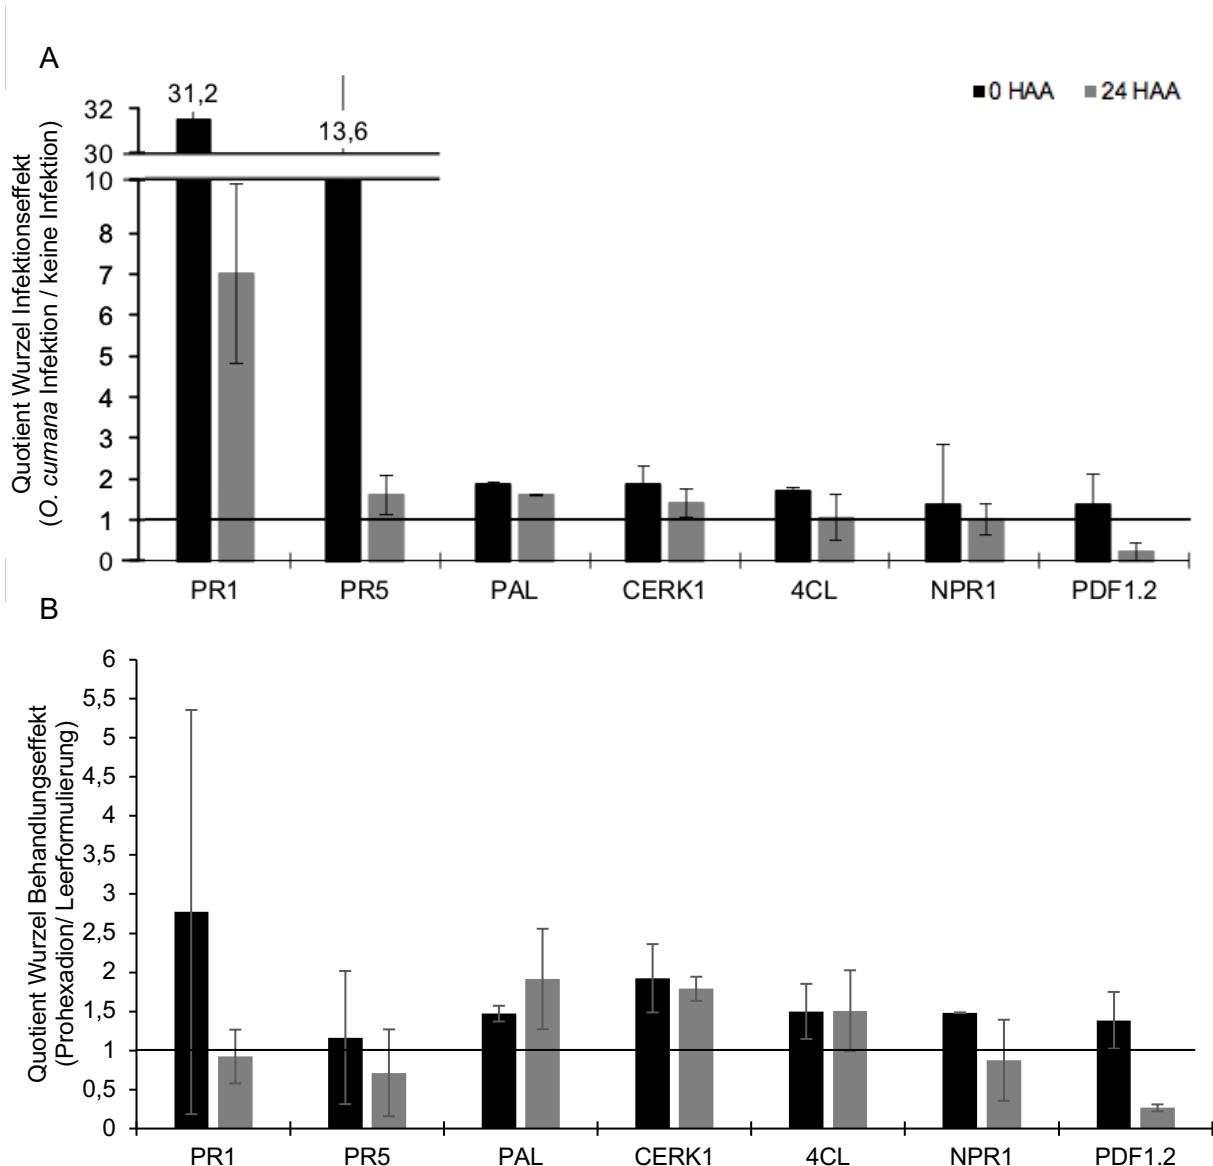 A
31,2
13,6
0 HAA
24 HAA
32
30
10
8
7
6
5
4
3
2
1
0
Quotient Wurzel Infektionseffekt
(O. cumana Infektion / keine Infektion)
PR1
PR5
PAL
CERK1
4CL
NPR1
PDF1.2
B
6
5,5
5
4,5
4
3,5
3
2,5
2
1,5
1
0,5
0
Quotient Wurzel Behandlungseffekt
(Prohexadion/ Leerformulierung)
PR1
PR5
PAL
CERK1
4CL
NPR1
PDF1.2